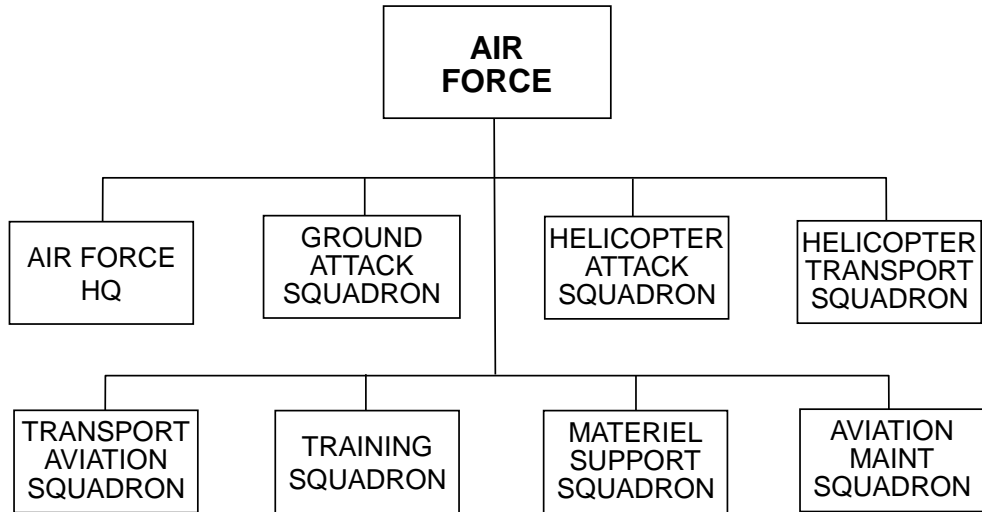 AIR
FORCE
AIR FORCE
HQ
GROUND
ATTACK
SQUADRON
HELICOPTER
ATTACK
SQUADRON
HELICOPTER
TRANSPORT
SQUADRON
TRANSPORT
AVIATION
SQUADRON
TRAINING
SQUADRON
MATERIEL
SUPPORT
SQUADRON
AVIATION
MAINT
SQUADRON